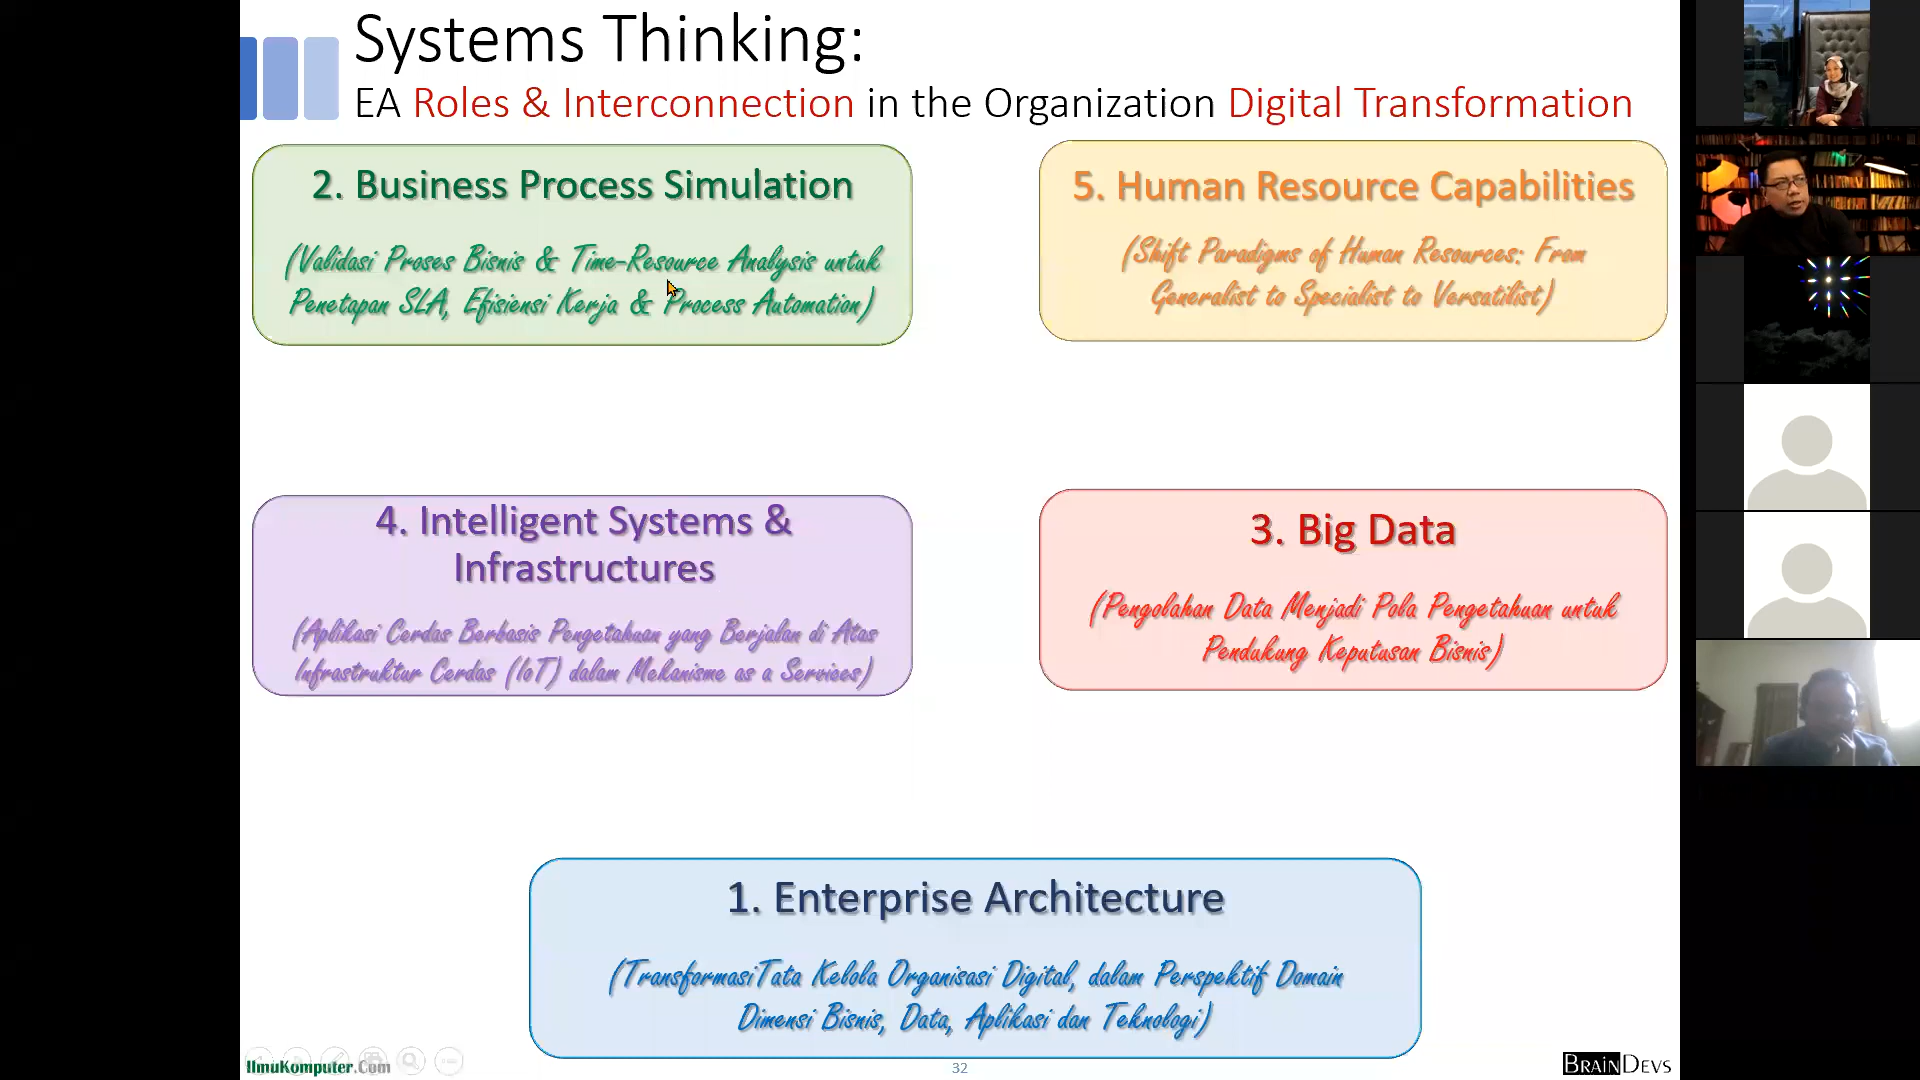 Systems Thinking:
EA Roles & Interconnection in the Organization Digital Transformation
2. Business Process Simulation
(Validasi Proses Bisnis & Time-Resource Analysis untuk
Penetapan SLA, Efisiensi Kerja & Process Automation)
5. Human Resource Capabilities
(Shift Paradigms of Human Resources: From
Generalist to Specialist to Versatilist)
4. Intelligent Systems &
Infrastructures
(Aplikasi Cerdas Berbasis Pengetahuan yang Berjalan di Atas
Infrastruktur Cerdas (IoT) dalam Mekanisme as a Services)
3. Big Data
(Pengolahan Data Menjadi Pola Pengetahuan untuk
Pendukung Keputusan Bisnis)
1. Enterprise Architecture
(TransformasiTata Kelola Organisasi Digital, dalam Perspektif Domain
Dimensi Bisnis, Data, Aplikasi dan Teknologi)
IlmuKomputer.Com
32
BRAINDEVS